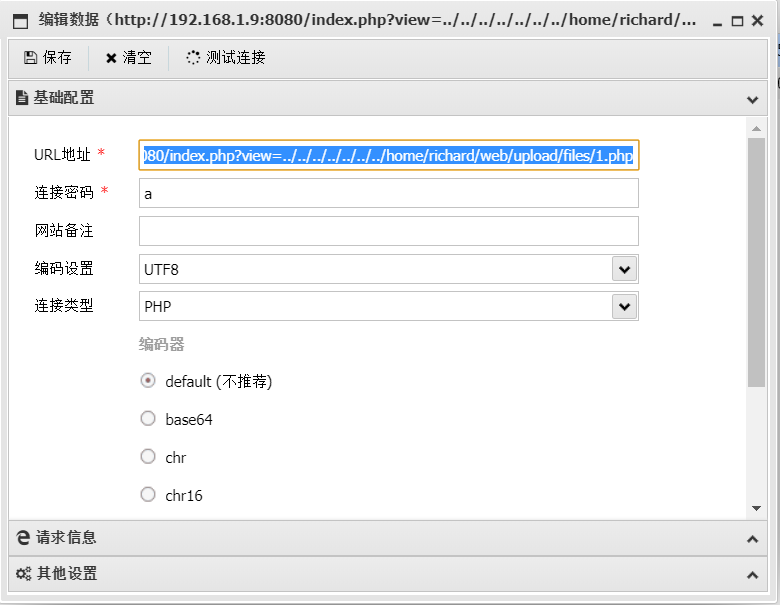 编辑数据（http://192.168.1.9:8080/index.php?view=../../../../../../../home/richard/...
保存 清空 测试连接
基础配置
URL地址 * 080/index.php?view=../../../../../../../home/richard/web/upload/files/1.php
连接密码 * a
网站备注
编码设置 UTF8
连接类型 PHP
编码器
default (不推荐)
base64
chr
chr16
请求信息
其他设置